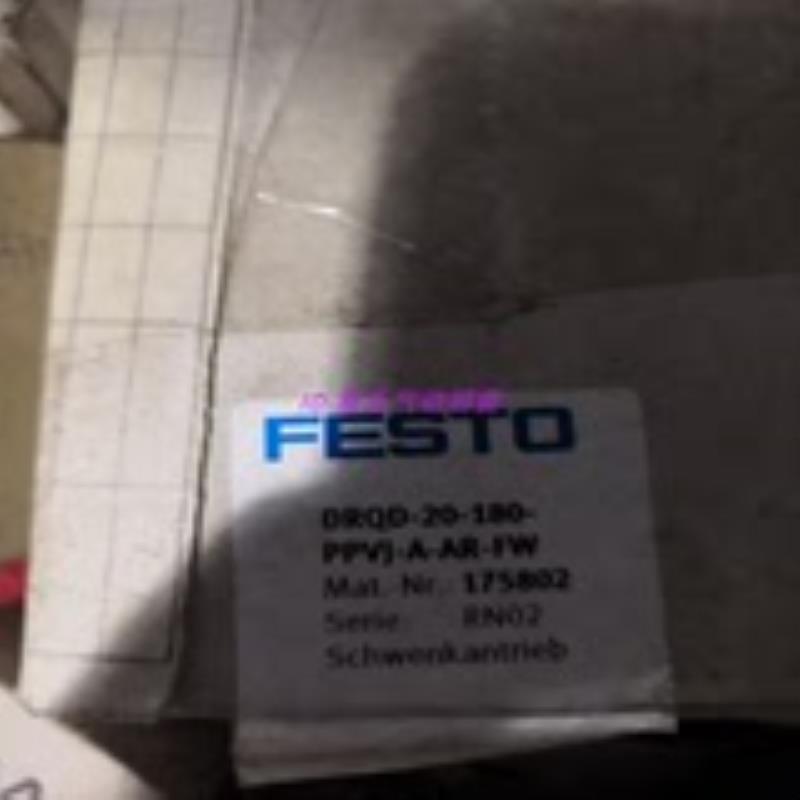 FESTO
DRQD-20-180-
PPVJ-A-AR-FW
Mat.-Nr.: 175802
Serie: RN02
Schwenkantrieb